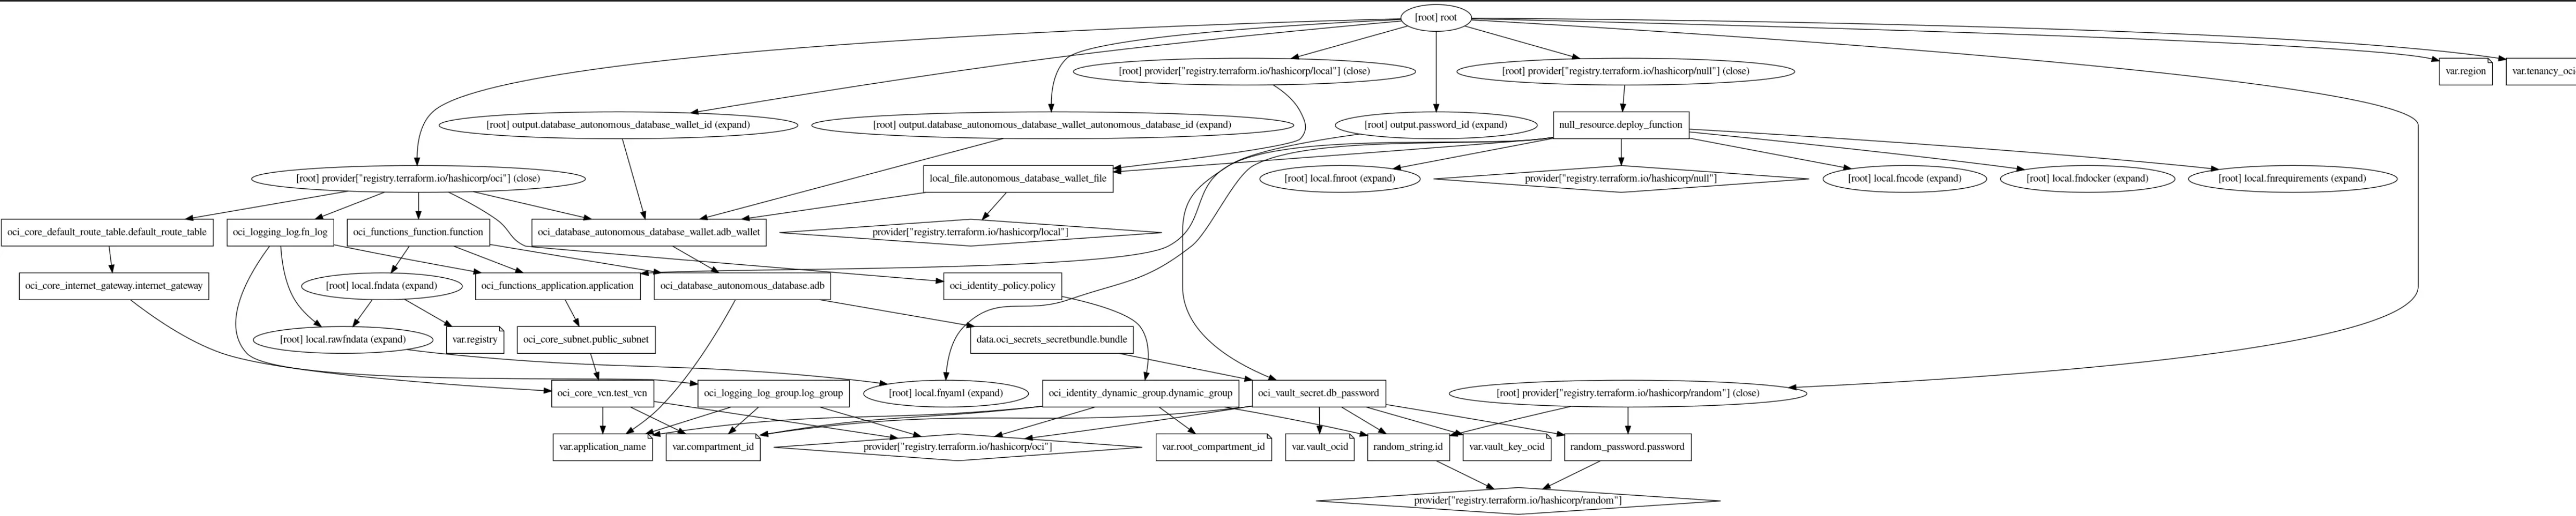 [root] root
[root] provider["registry.terraform.io/hashicorp/local"] (close)
[root] provider["registry.terraform.io/hashicorp/null"] (close)
var.region
var.tenancy_oci
[root] output.database_autonomous_database_wallet_id (expand)
[root] output.database_autonomous_database_wallet_autonomous_database_id (expand)
[root] output.password_id (expand)
null_resource.deploy_function
[root] provider["registry.terraform.io/hashicorp/oci"] (close)
local_file.autonomous_database_wallet_file
[root] local.fnroot (expand)
provider["registry.terraform.io/hashicorp/null"]
[root] local.fncode (expand)
[root] local.fndocker (expand)
[root] local.fnrequirements (expand)
oci_core_default_route_table.default_route_table
oci_logging_log.fn_log
oci_functions_function.function
oci_database_autonomous_database_wallet.adb_wallet
provider["registry.terraform.io/hashicorp/local"]
oci_core_internet_gateway.internet_gateway
[root] local.fndata (expand)
oci_functions_application.application
oci_database_autonomous_database.adb
oci_identity_policy.policy
[root] local.rawfndata (expand)
var.registry
oci_core_subnet.public_subnet
data.oci_secrets_secretbundle.bundle
oci_core_vcn.test_vcn
oci_logging_log_group.log_group
[root] local.fnyaml (expand)
oci_identity_dynamic_group.dynamic_group
oci_vault_secret.db_password
[root] provider["registry.terraform.io/hashicorp/random"] (close)
var.application_name
var.compartment_id
provider["registry.terraform.io/hashicorp/oci"]
var.root_compartment_id
var.vault_ocid
random_string.id
var.vault_key_ocid
random_password.password
provider["registry.terraform.io/hashicorp/random"]